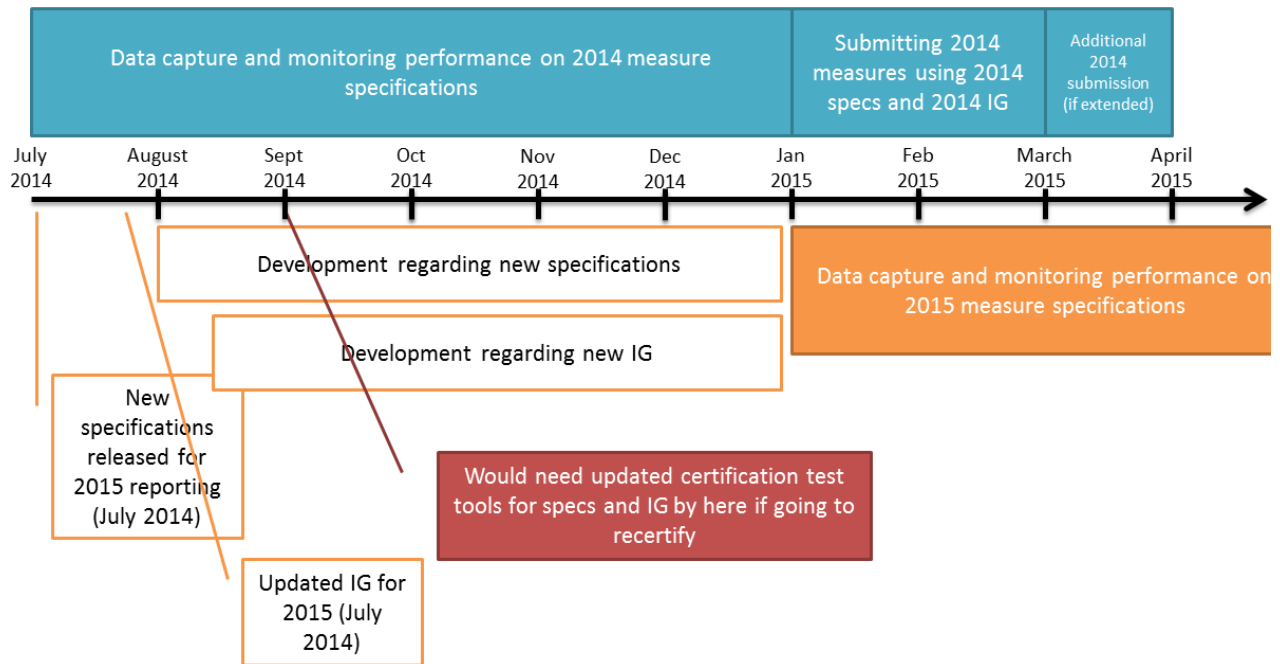 Data capture and monitoring performance on 2014 measure
specifications
Submitting 2014
measures using 2014
specs and 2014 IG
Additional
2014
submission
(if extended)
July
2014
August
2014
Sept
2014
Oct
2014
Nov
2014
Dec
2014
Jan
2015
Feb
2015
March
2015
April
2015
Development regarding new specifications
Data capture and monitoring performance on
2015 measure specifications
Development regarding new IG
New
specifications
released for
2015 reporting
(July 2014)
Would need updated certification test
tools for specs and IG by here if going to
recertify
Updated IG for
2015 (July
2014)